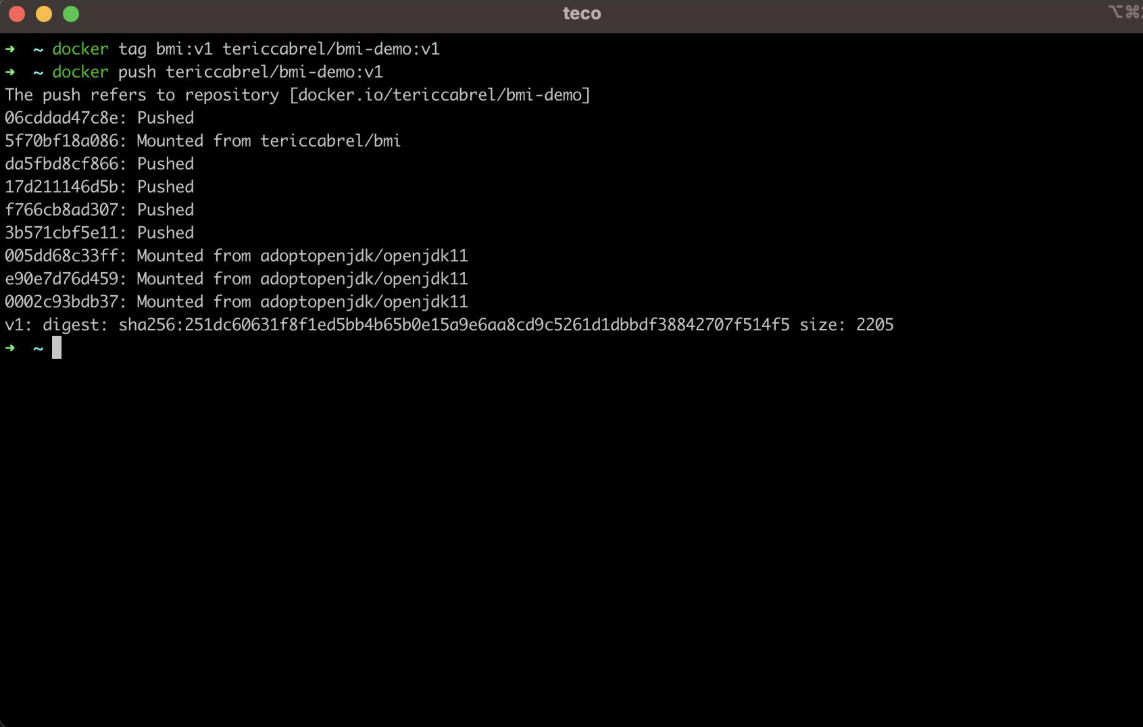 teco
⌥⌘
➜ ~ docker tag bmi:v1 tericcabrel/bmi-demo:v1
➜ ~ docker push tericcabrel/bmi-demo:v1
The push refers to repository [docker.io/tericcabrel/bmi-demo]
06cddad47c8e: Pushed
5f70bf18a086: Mounted from tericcabrel/bmi
da5fbd8cf866: Pushed
17d211146d5b: Pushed
f766cb8ad307: Pushed
3b571cbf5e11: Pushed
005dd68c33ff: Mounted from adoptopenjdk/openjdk11
e90e7d76d459: Mounted from adoptopenjdk/openjdk11
0002c93bdb37: Mounted from adoptopenjdk/openjdk11
v1: digest: sha256:251dc60631f8f1ed5bb4b65b0e15a9e6aa8cd9c5261d1dbbdf38842707f514f5 size: 2205
➜ ~